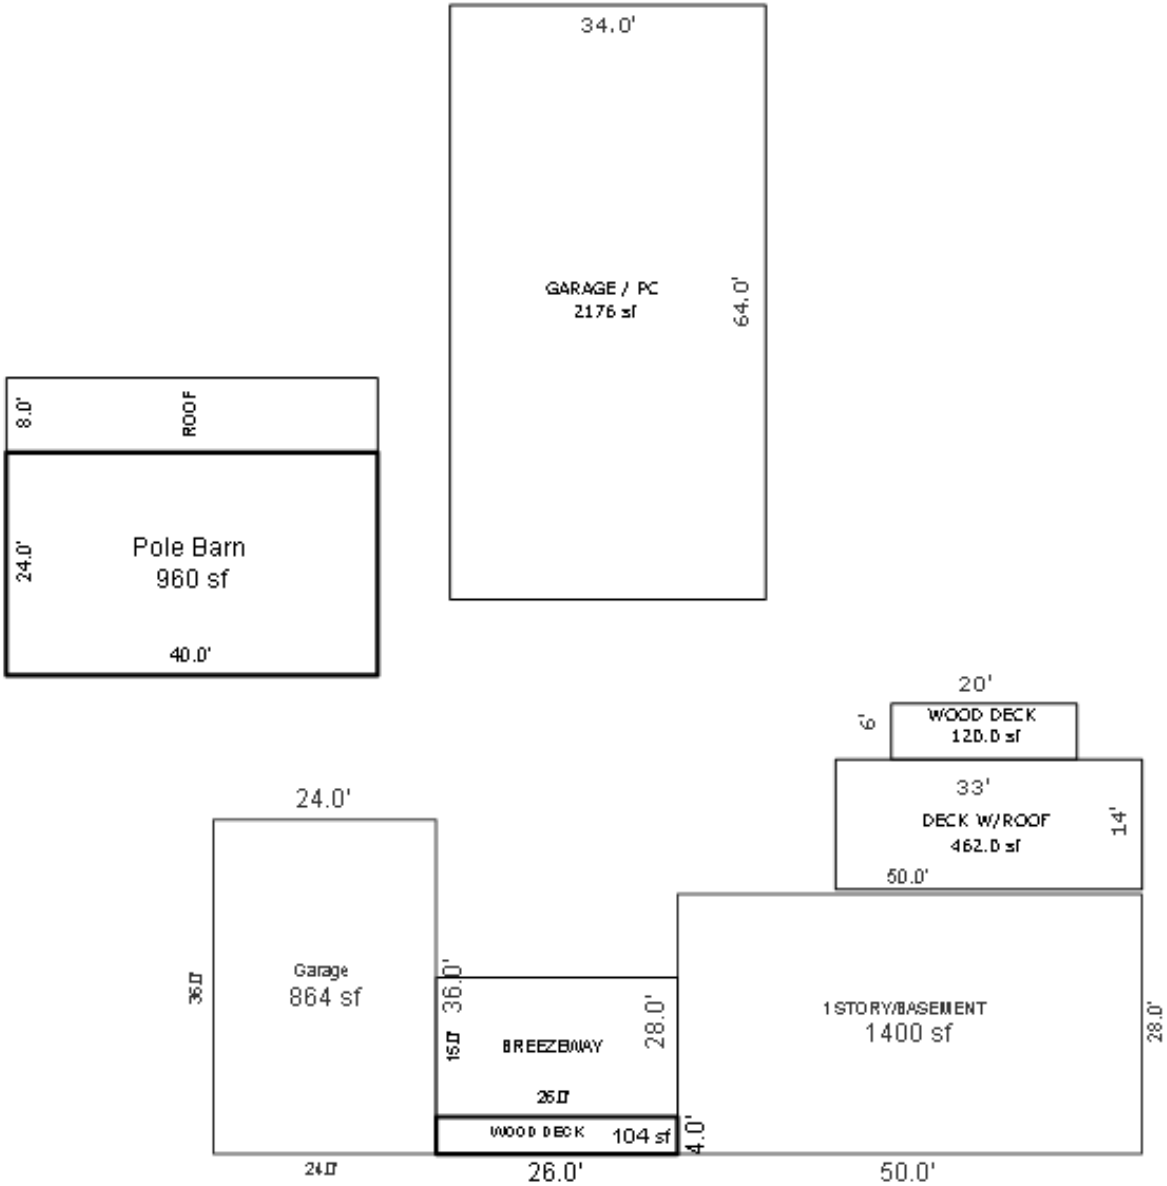 34.0'
GARAGE / PC
2176 sf
64.0'
8.0'
ROOF
24.0'
Pole Barn
960 sf
40.0'
20'
6'
WOOD DECK
120.0 sf
33'
DECK W/ROOF
462.0 sf
14'
50.0'
24.0'
36.0'
Garage
864 sf
36.0'
15.0'
28.0'
BREEZEWAY
26.0'
1 STORY/BASEMENT
1400 sf
28.0'
WOOD DECK
104 sf
4.0'
24.0'
26.0'
50.0'